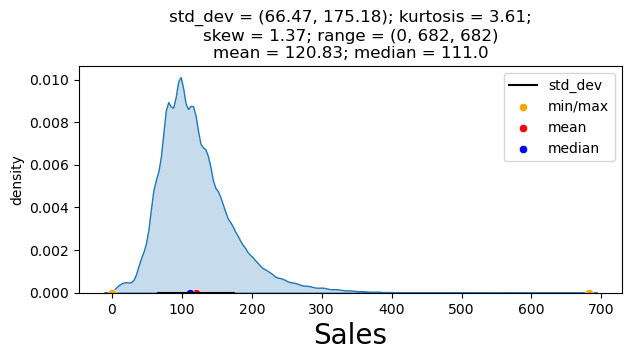 std_dev = (66.47, 175.18); kurtosis = 3.61;
skew = 1.37; range = (0, 682, 682)
mean = 120.83; median = 111.0
std_dev
min/max
mean
median
density
0.010
0.008
0.006
0.004
0.002
0.000
0 100 200 300 400 500 600 700
Sales